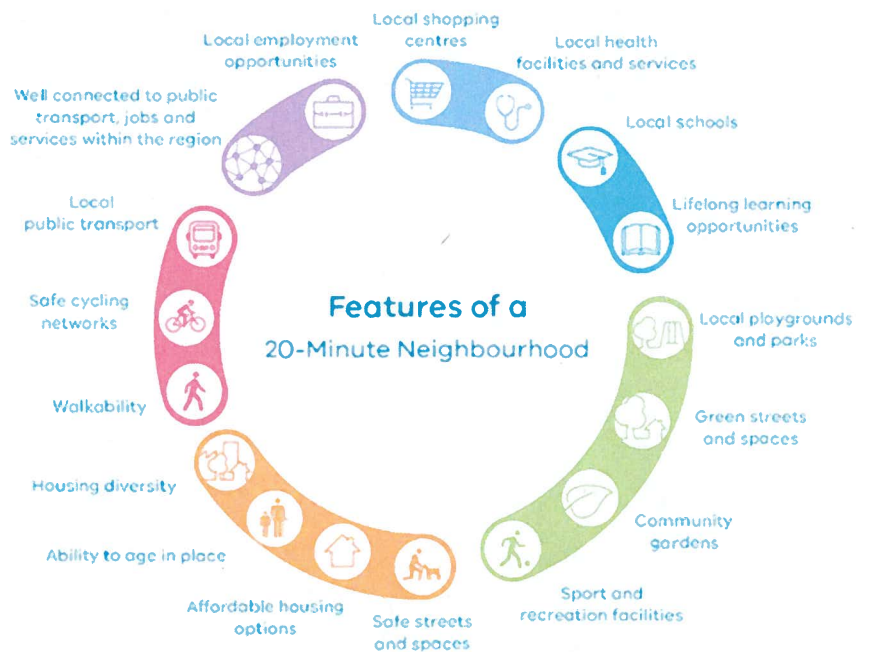 Local shopping
centres
Local health
facilities and services
Local schools
Lifelong learning
opportunities
Local playgrounds
and parks
Green streets
and spaces
Community
gardens
Sport and
recreation facilities
Safe streets
and spaces
Affordable housing
options
Ability to age in place
Housing diversity
Walkability
Safe cycling
networks
Local
public transport
Well connected to public
transport, jobs and
services within the region
Local employment
opportunities
Features of a
20-Minute Neighbourhood